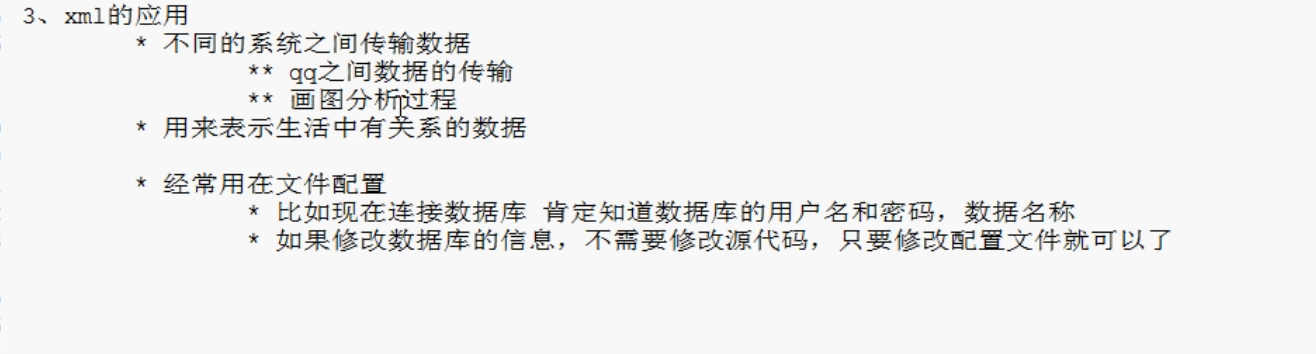 3、xml的应用
* 不同的系统之间传输数据
** qq之间数据的传输
** 画图分析过程
* 用来表示生活中有关系的数据
* 经常用在文件配置
* 比如现在连接数据库 肯定知道数据库的用户名和密码，数据名称
* 如果修改数据库的信息，不需要修改源代码，只要修改配置文件就可以了